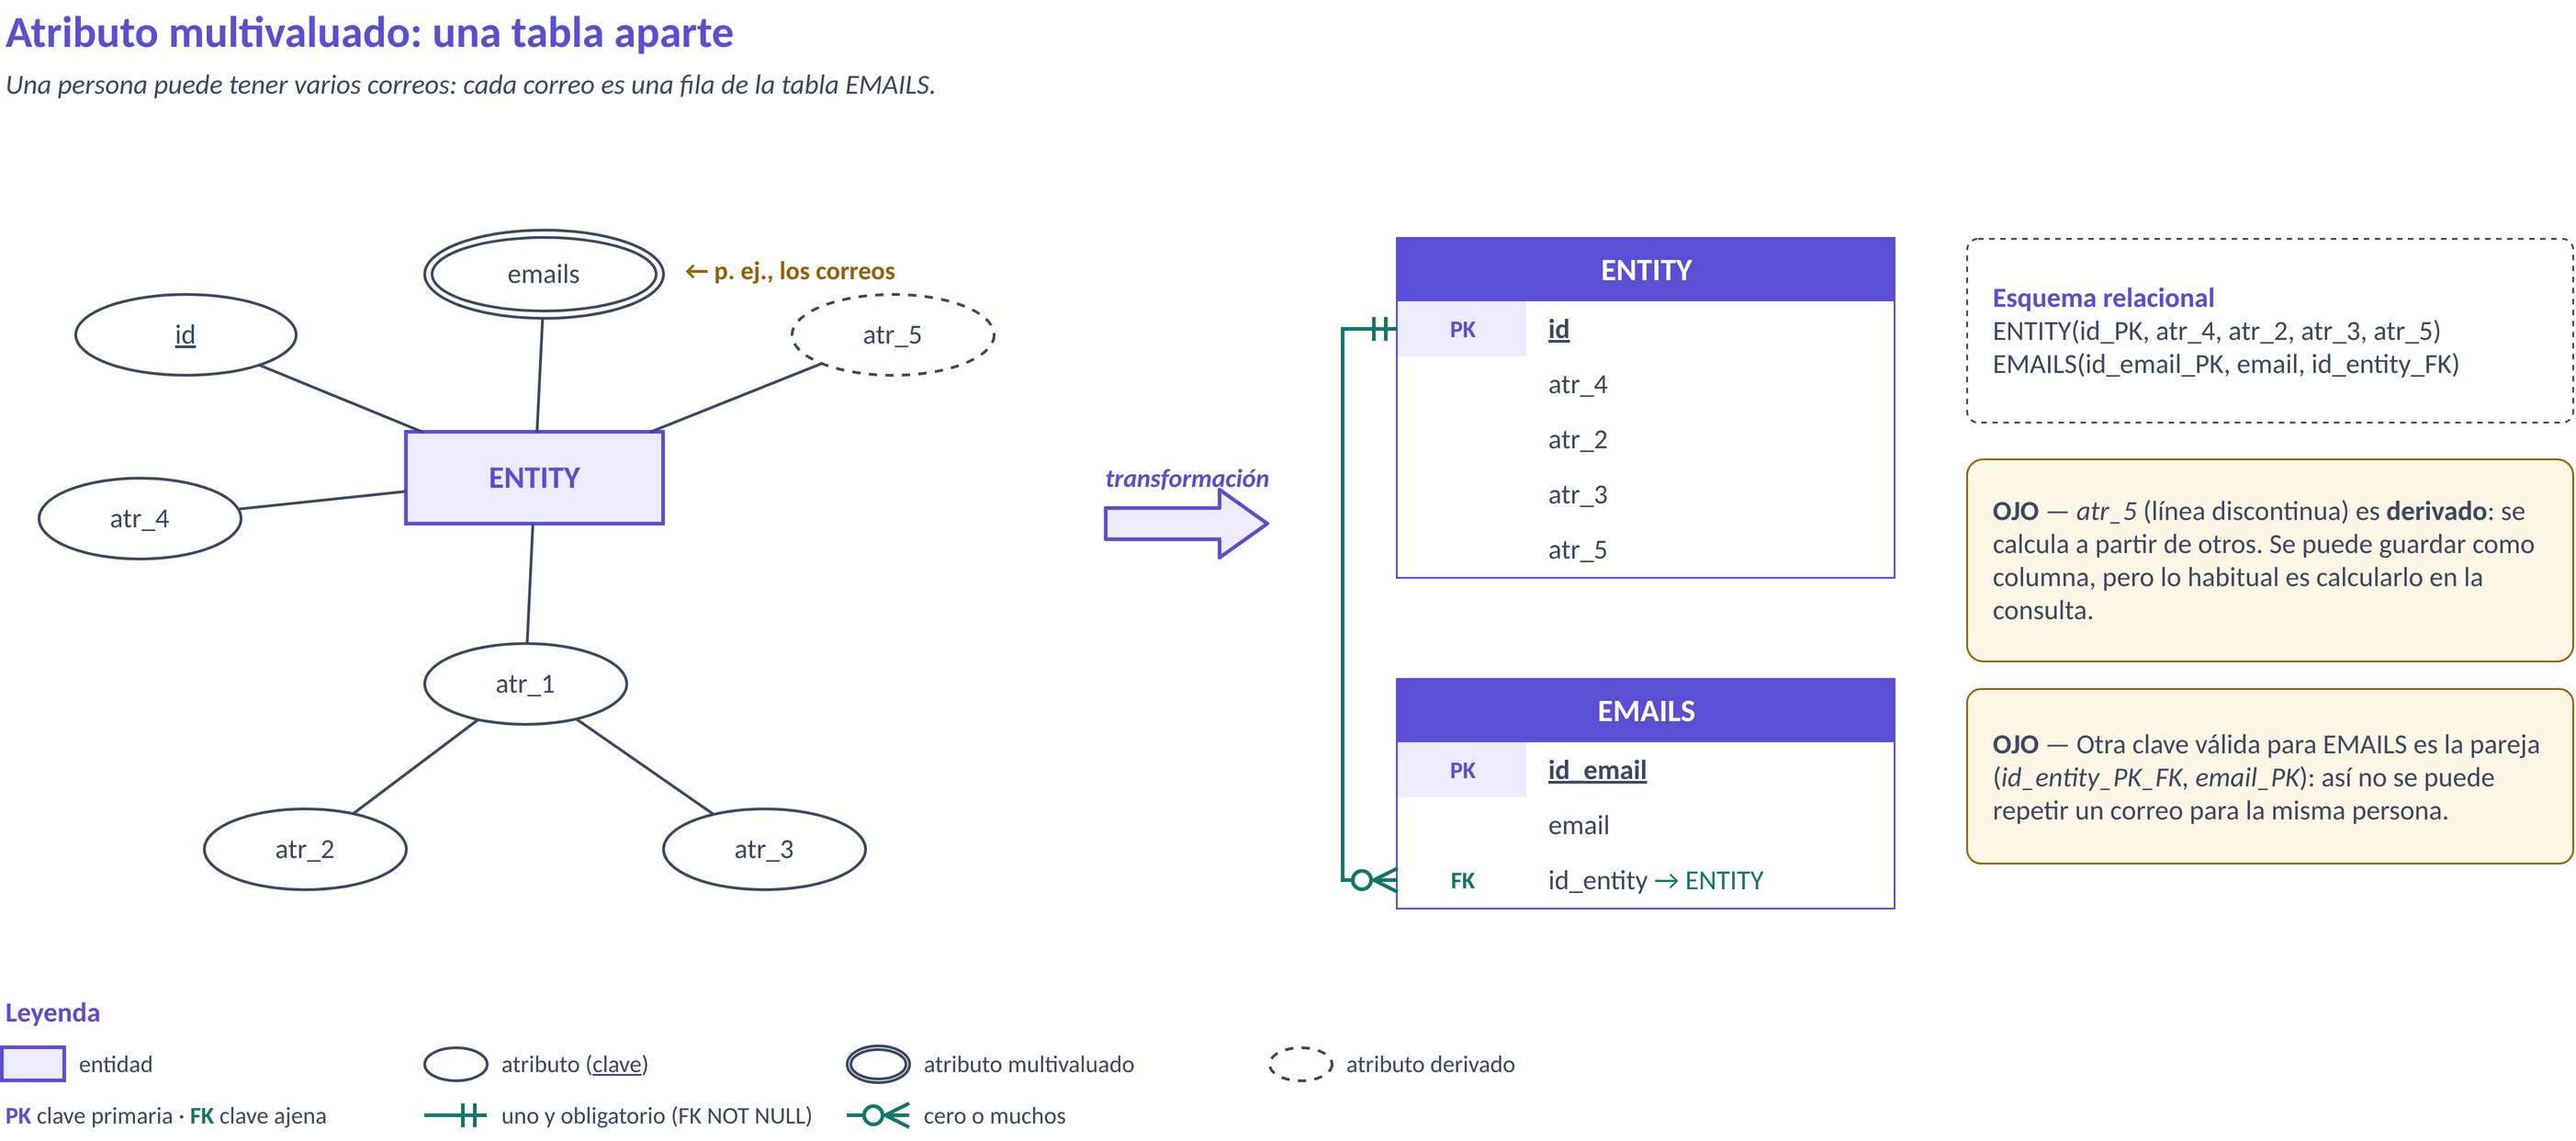 Atributo multivaluado: una tabla aparte
Una persona puede tener varios correos: cada correo es una fila de la tabla EMAILS.
emails
← p. ej., los correos
id
atr_5
ENTITY
atr_4
atr_1
atr_2
atr_3
transformación
ENTITY
PK id
atr_4
atr_2
atr_3
atr_5
EMAILS
PK id_email
email
FK id_entity → ENTITY
Esquema relacional
ENTITY(id_PK, atr_4, atr_2, atr_3, atr_5)
EMAILS(id_email_PK, email, id_entity_FK)
OJO — atr_5 (línea discontinua) es derivado: se
calcula a partir de otros. Se puede guardar como
columna, pero lo habitual es calcularlo en la
consulta.
OJO — Otra clave válida para EMAILS es la pareja
(id_entity_PK_FK, email_PK): así no se puede
repetir un correo para la misma persona.
Leyenda
entidad
atributo (clave)
atributo multivaluado
atributo derivado
PK clave primaria · FK clave ajena
uno y obligatorio (FK NOT NULL)
cero o muchos